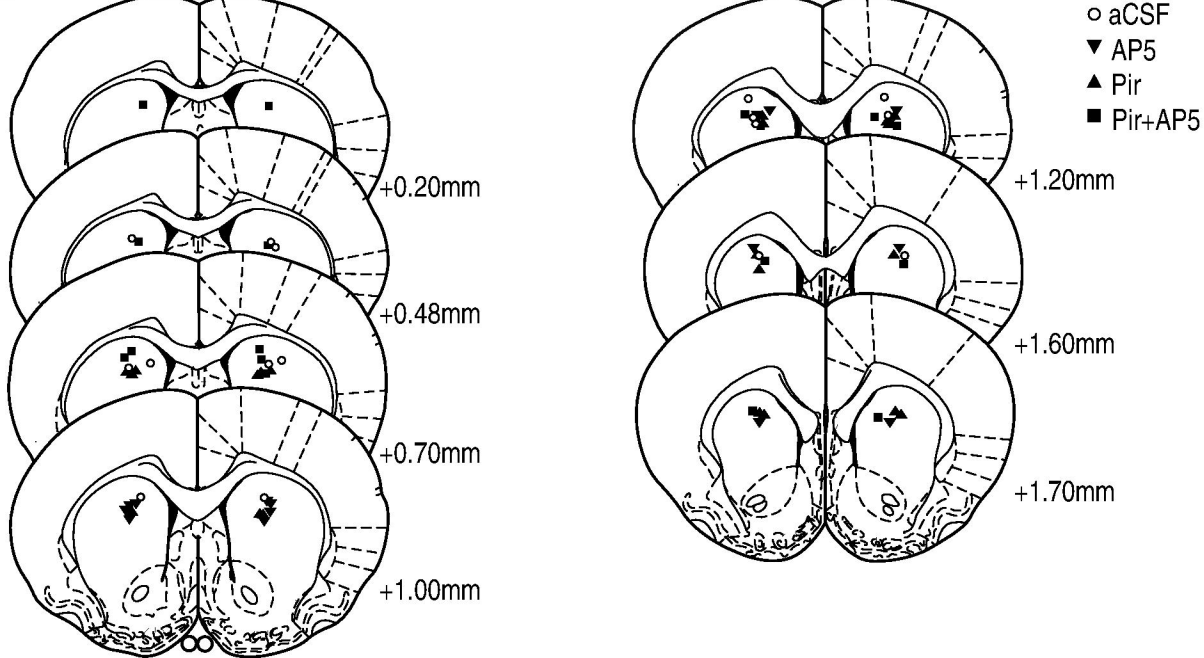 aCSF
AP5
Pir
Pir+AP5
+0.20mm
+0.48mm
+0.70mm
+1.00mm
+1.20mm
+1.60mm
+1.70mm